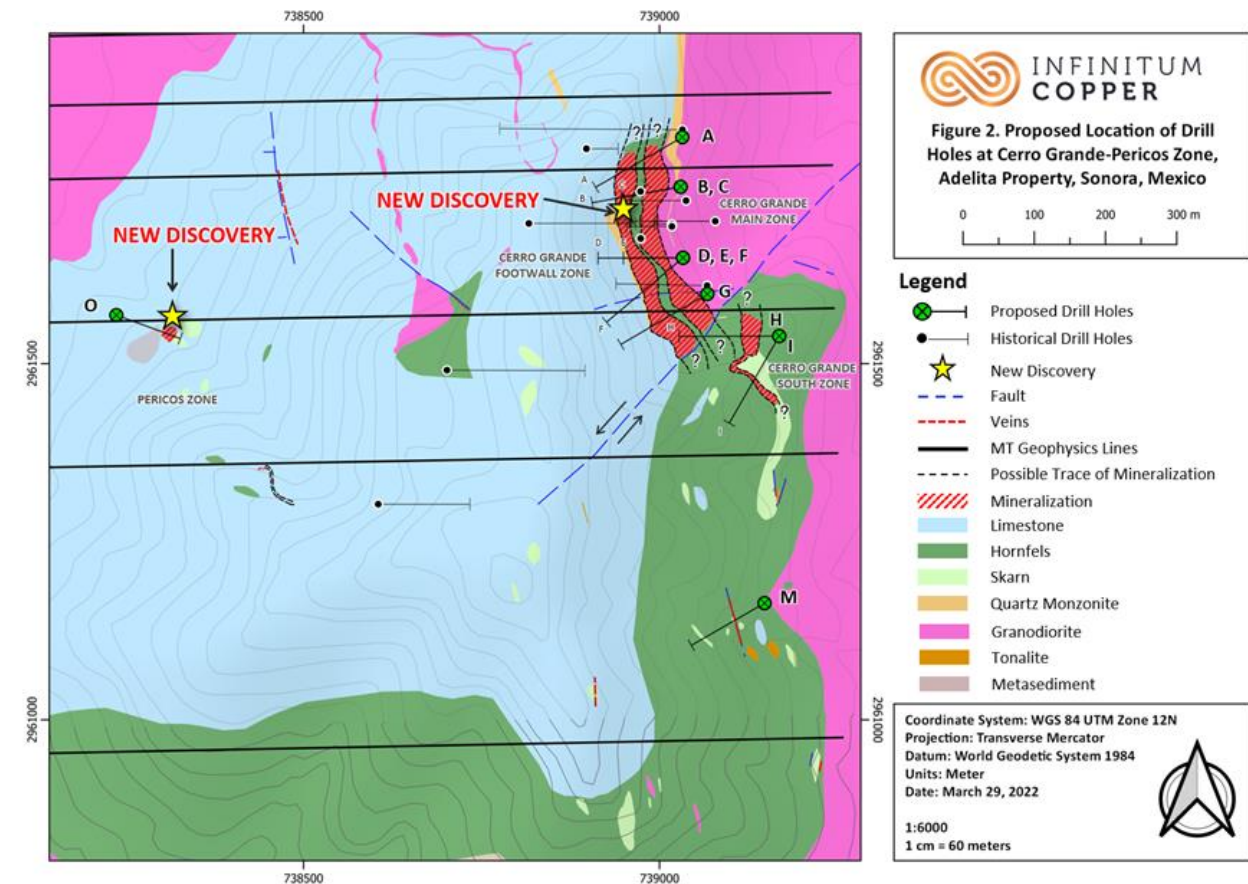 738500
739000
INFINITUM
COPPER
Figure 2. Proposed Location of Drill
Holes at Cerro Grande-Pericos Zone,
Adelita Property, Sonora, Mexico
0 100 200 300 m
Legend
Proposed Drill Holes
Historical Drill Holes
New Discovery
Fault
Veins
MT Geophysics Lines
Possible Trace of Mineralization
Mineralization
Limestone
Hornfels
Skarn
Quartz Monzonite
Granodiorite
Tonalite
Metasediment
Coordinate System: WGS 84 UTM Zone 12N
Projection: Transverse Mercator
Datum: World Geodetic System 1984
Units: Meter
Date: March 29, 2022
1:6000
1 cm = 60 meters
? ?
A
A
B, C
B
NEW DISCOVERY
CERRO GRANDE
MAIN ZONE
NEW DISCOVERY
D
E
D, E, F
CERRO GRANDE
FOOTWALL ZONE
G
?
O
F
H
H
I
?
?
2961500
2961500
CERRO GRANDE
SOUTH ZONE
PERICOS ZONE
?
I
M
2961000
2961000
738500
739000